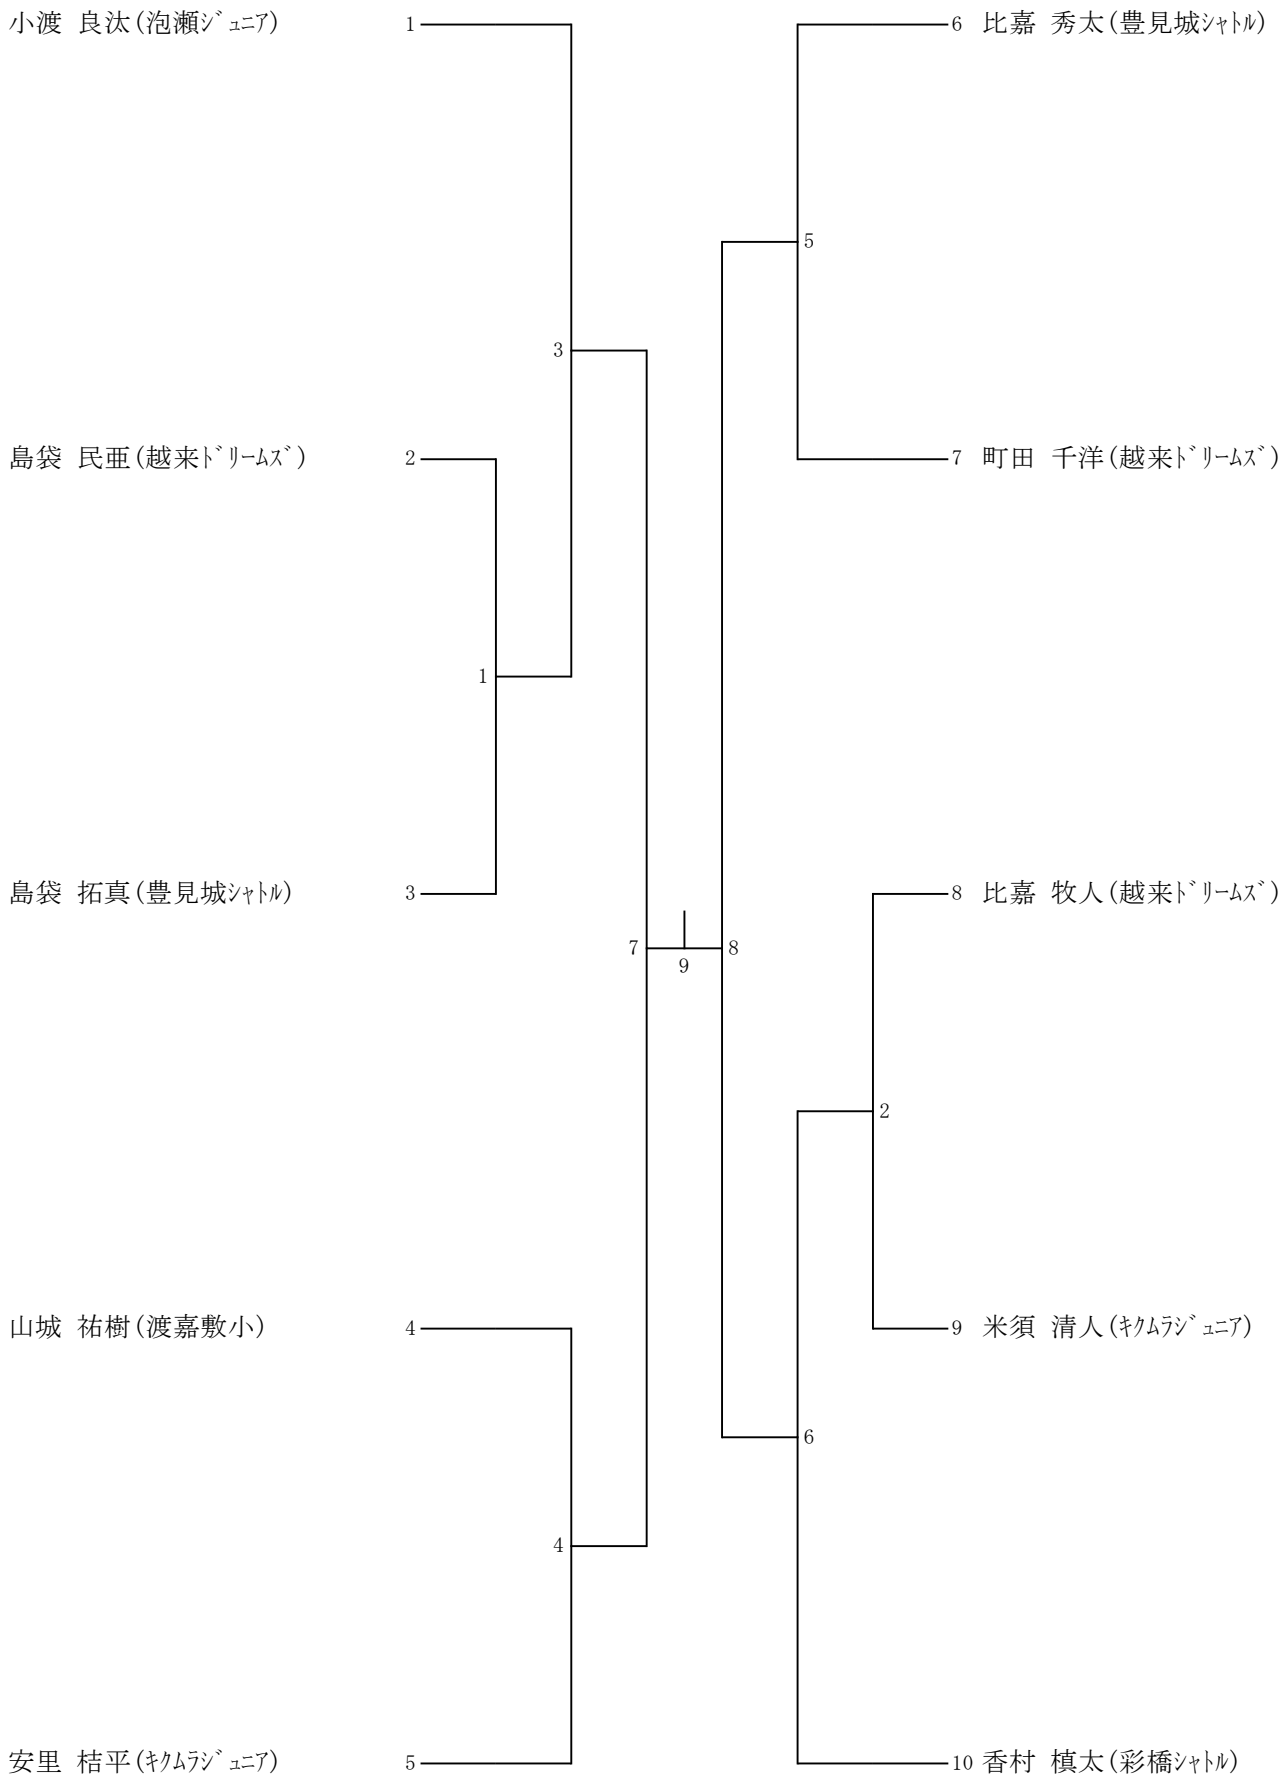 小渡 良汰(泡瀬ｼﾞｭﾆｱ) 1
島袋 民亜(越来ﾄﾞﾘｰﾑｽﾞ) 2
島袋 拓真(豊見城ｼｬﾄﾙ) 3
山城 祐樹(渡嘉敷小) 4
安里 桔平(ｷｸﾑﾗｼﾞｭﾆｱ) 5
3
1
4
7
9
8
5
2
6
6 比嘉 秀太(豊見城ｼｬﾄﾙ)
7 町田 千洋(越来ﾄﾞﾘｰﾑｽﾞ)
8 比嘉 牧人(越来ﾄﾞﾘｰﾑｽﾞ)
9 米須 清人(ｷｸﾑﾗｼﾞｭﾆｱ)
10 香村 槙太(彩橋ｼｬﾄﾙ)